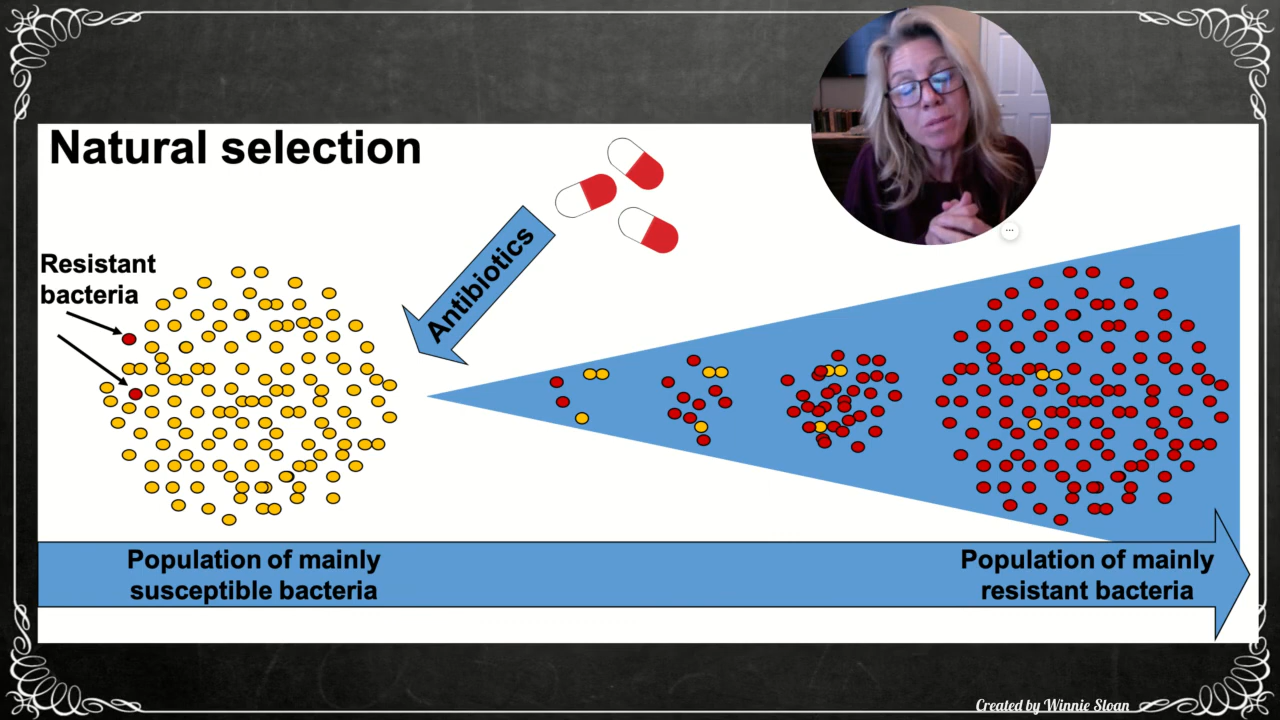 Natural selection
Antibiotics
Resistant
bacteria
Population of mainly
susceptible bacteria
Population of mainly
resistant bacteria
Created by Winnie Sloan